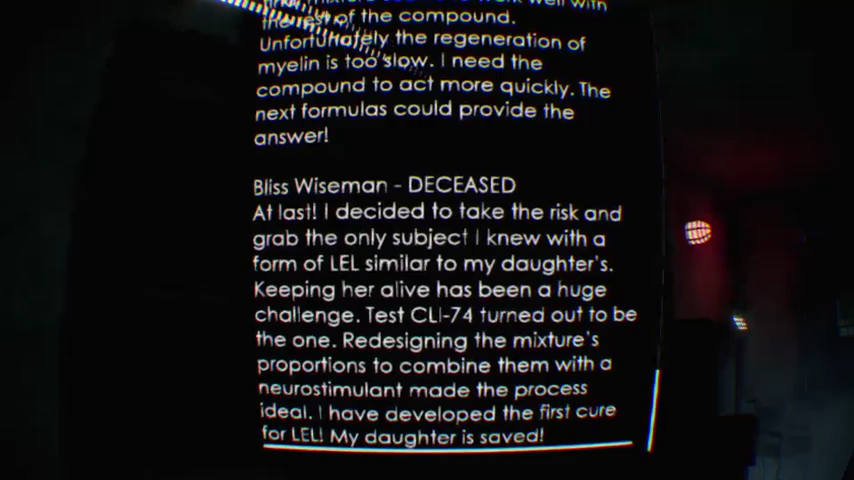 well with
the rest of the compound.
Unfortunately the regeneration of
myelin is too slow. I need the
compound to act more quickly. The
next formulas could provide the
answer!
Bliss Wiseman - DECEASED
At last! I decided to take the risk and
grab the only subject I knew with a
form of LEL similar to my daughter's.
Keeping her alive has been a huge
challenge. Test CLI-74 turned out to be
the one. Redesigning the mixture's
proportions to combine them with a
neurostimulant made the process
ideal. I have developed the first cure
for LEL! My daughter is saved!